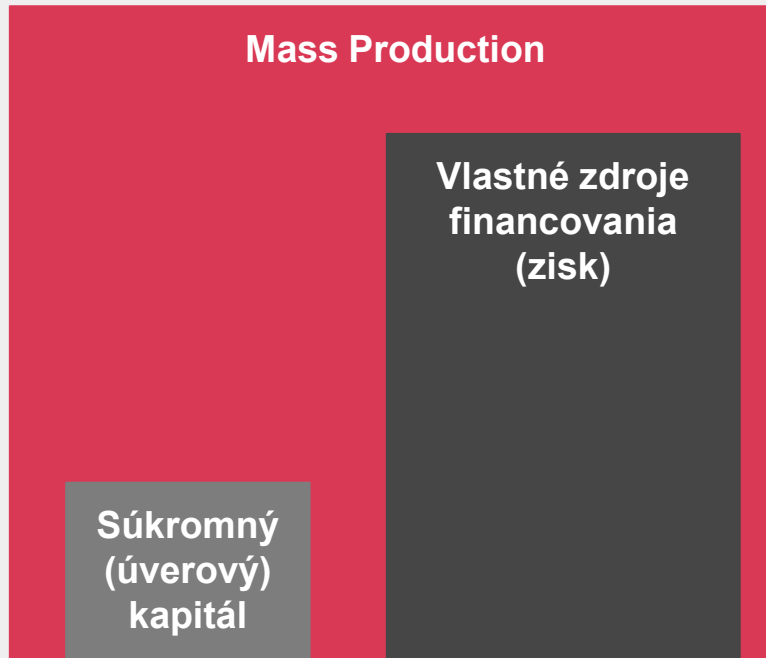 Mass Production
Vlastné zdroje
financovania
(zisk)
Súkromný
(úverový)
kapitál